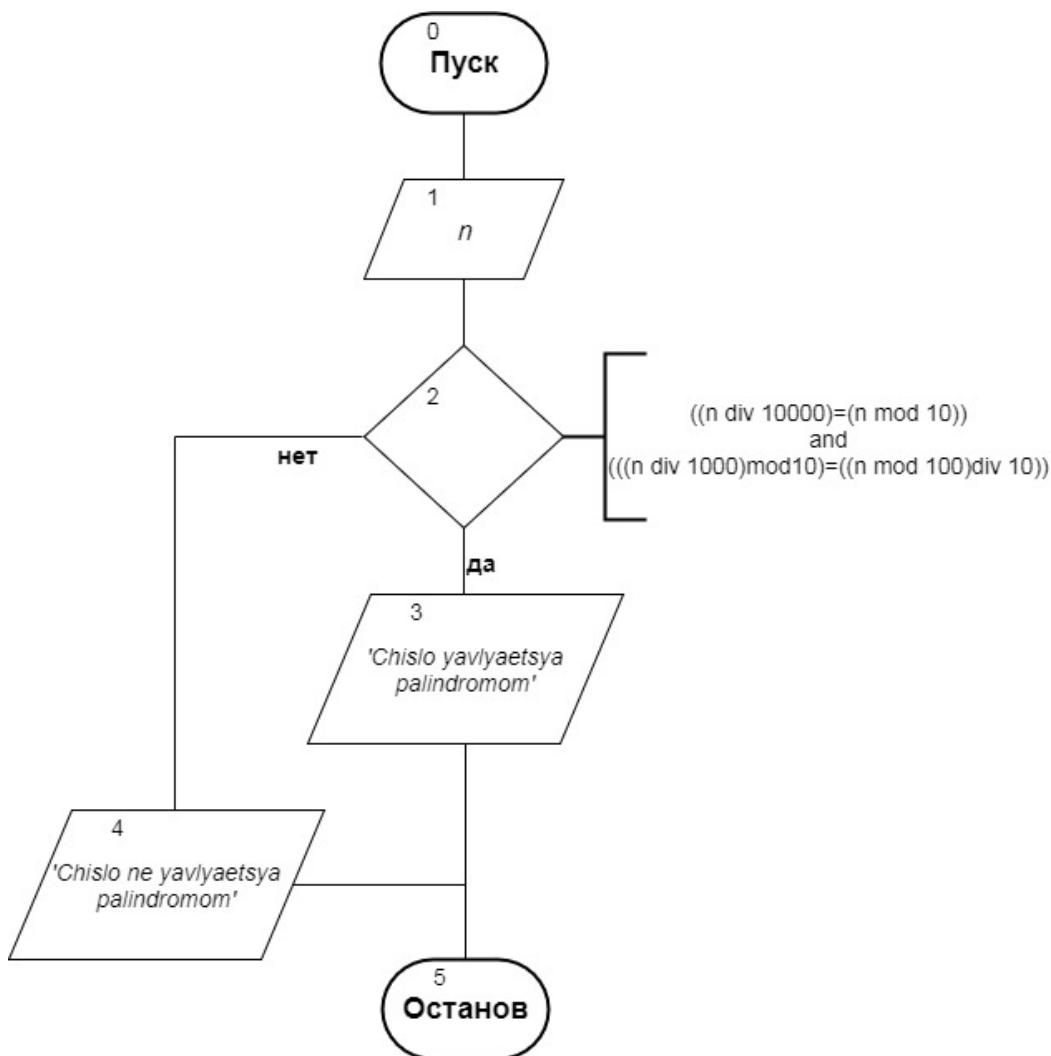 0
Пуск
1
n
2
((n div 10000)=(n mod 10))
and
(((n div 1000)mod10)=((n mod 100)div 10))
нет
да
3
'Chislo yavlyaetsya
palindromom'
4
'Chislo ne yavlyaetsya
palindromom'
5
Останов